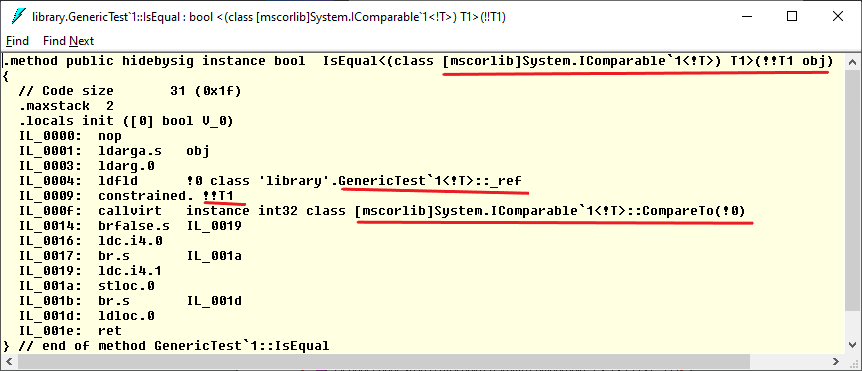 library.GenericTest`1::IsEqual : bool <(class [mscorlib]System.IComparable`1<!T>) T1>(!!T1)
Find Find Next
.method public hidebysig instance bool  IsEqual<(class [mscorlib]System.IComparable`1<!T>) T1>(!!T1 obj)
{
  // Code size       31 (0x1f)
  .maxstack  2
  .locals init ([0] bool V_0)
  IL_0000:  nop
  IL_0001:  ldarga.s   obj
  IL_0003:  ldarg.0
  IL_0004:  ldfld      !0 class 'library'.GenericTest`1<!T>::_ref
  IL_0009:  constrained. !!T1
  IL_000f:  callvirt   instance int32 class [mscorlib]System.IComparable`1<!T>::CompareTo(!0)
  IL_0014:  brfalse.s  IL_0019
  IL_0016:  ldc.i4.0
  IL_0017:  br.s       IL_001a
  IL_0019:  ldc.i4.1
  IL_001a:  stloc.0
  IL_001b:  br.s       IL_001d
  IL_001d:  ldloc.0
  IL_001e:  ret
} // end of method GenericTest`1::IsEqual